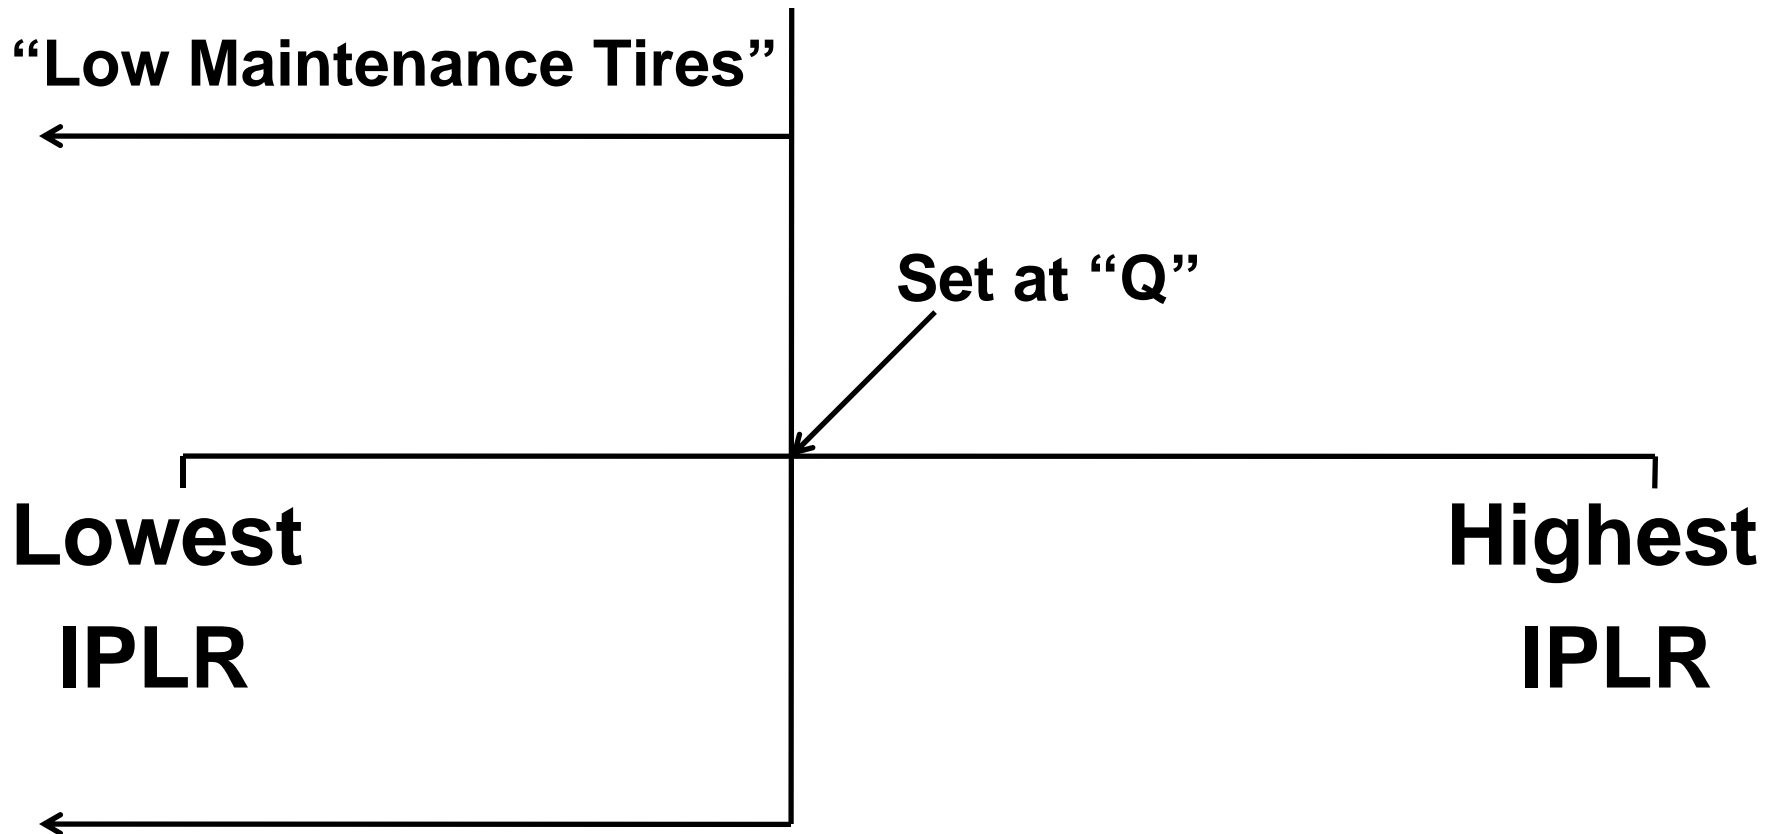 “Low Maintenance Tires”
Set at “Q”
Lowest
IPLR
Highest
IPLR